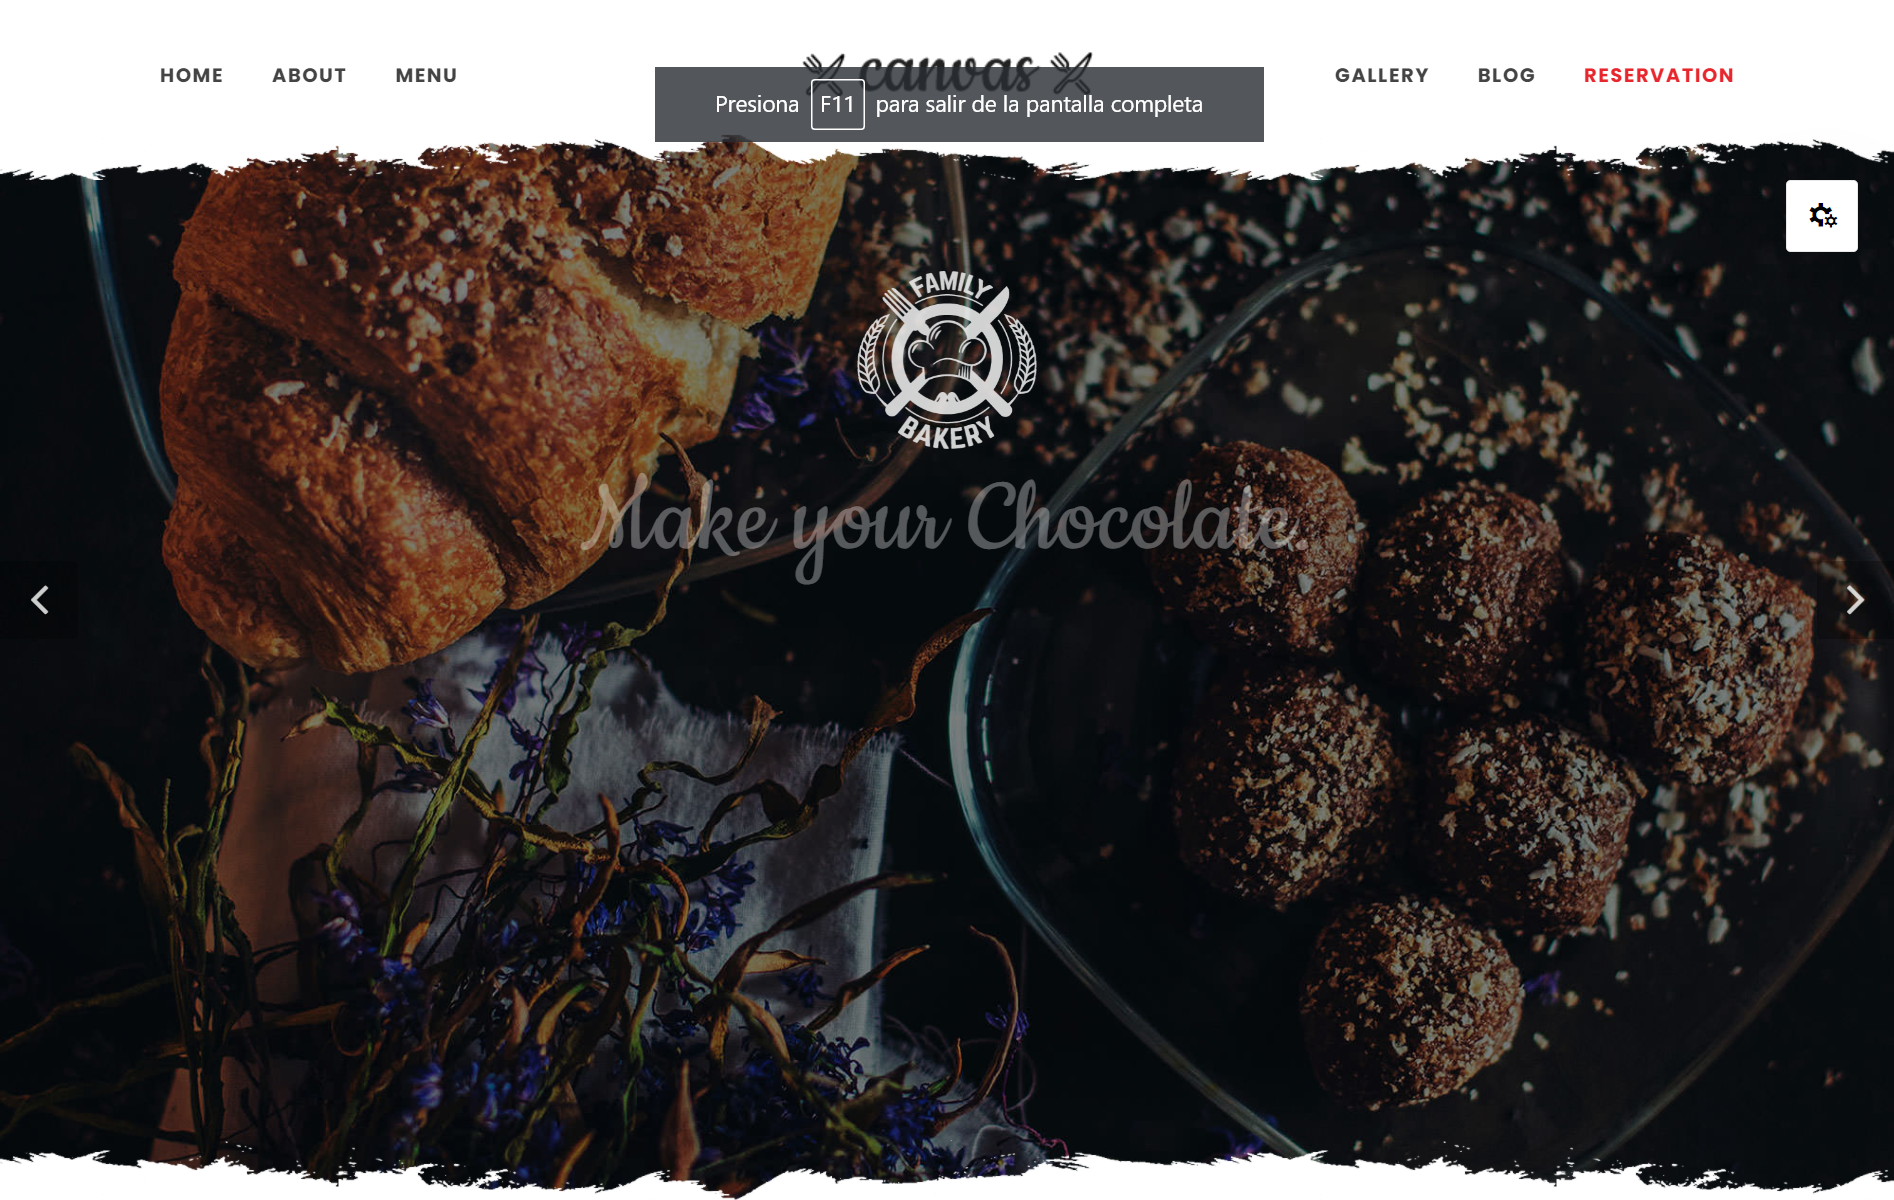 HOME ABOUT MENU
canvas
GALLERY BLOG RESERVATION
Presiona F11 para salir de la pantalla completa
FAMILY
BAKERY
Make your Chocolate.